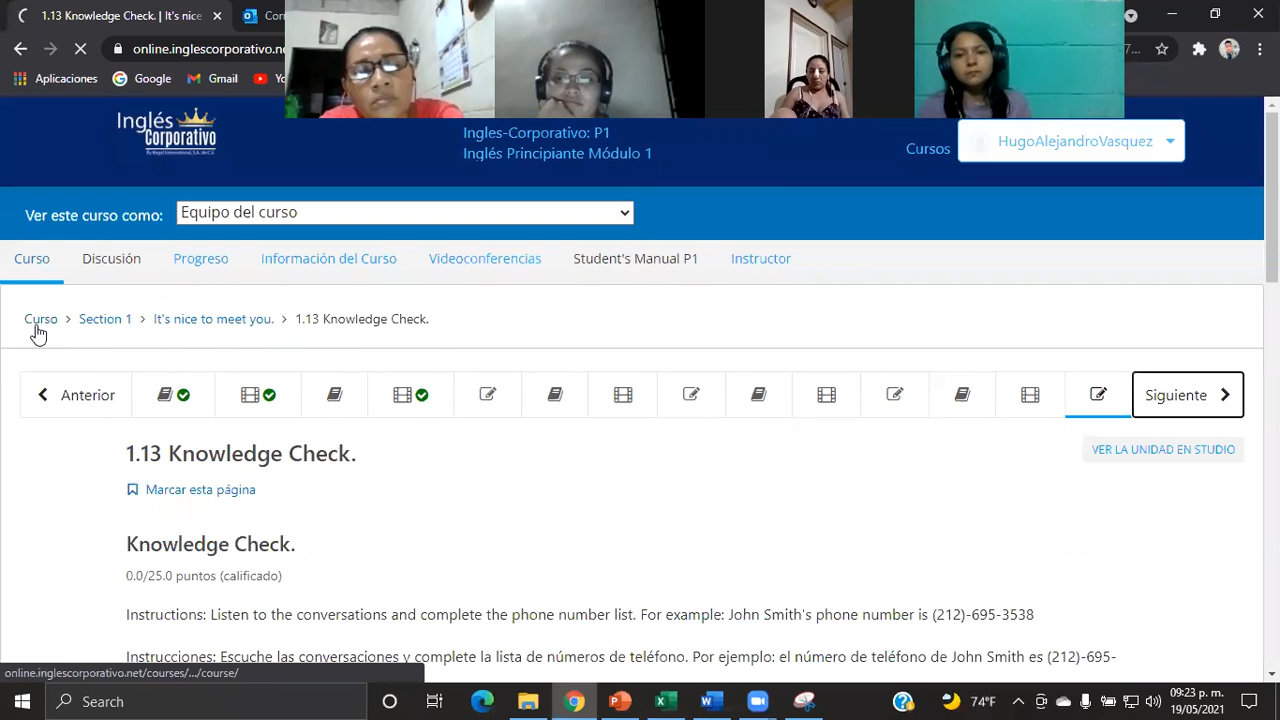 1.13 Knowledge Check. | It's nice
online.inglescorporativo.ne
7...
Aplicaciones
Google
Gmail
Yo
Inglés
Corporativo
Ingles-Corporativo: P1
Inglés Principiante Módulo 1
Cursos
HugoAlejandroVasquez
Ver este curso como:
Equipo del curso
Curso
Discusión
Progreso
Información del Curso
Videoconferencias
Student's Manual P1
Instructor
Curso > Section 1 > It's nice to meet you. > 1.13 Knowledge Check.
Anterior
Siguiente
1.13 Knowledge Check.
VER LA UNIDAD EN STUDIO
Marcar esta página
Knowledge Check.
0.0/25.0 puntos (calificado)
Instructions: Listen to the conversations and complete the phone number list. For example: John Smith's phone number is (212)-695-3538
Instrucciones: Escuche las conversaciones y complete la lista de números de teléfono. Por ejemplo: el número de teléfono de John Smith es (212)-695-
online.inglescorporativo.net/courses/.../course/
Search
74°F
09:23 p. m.
19/05/2021